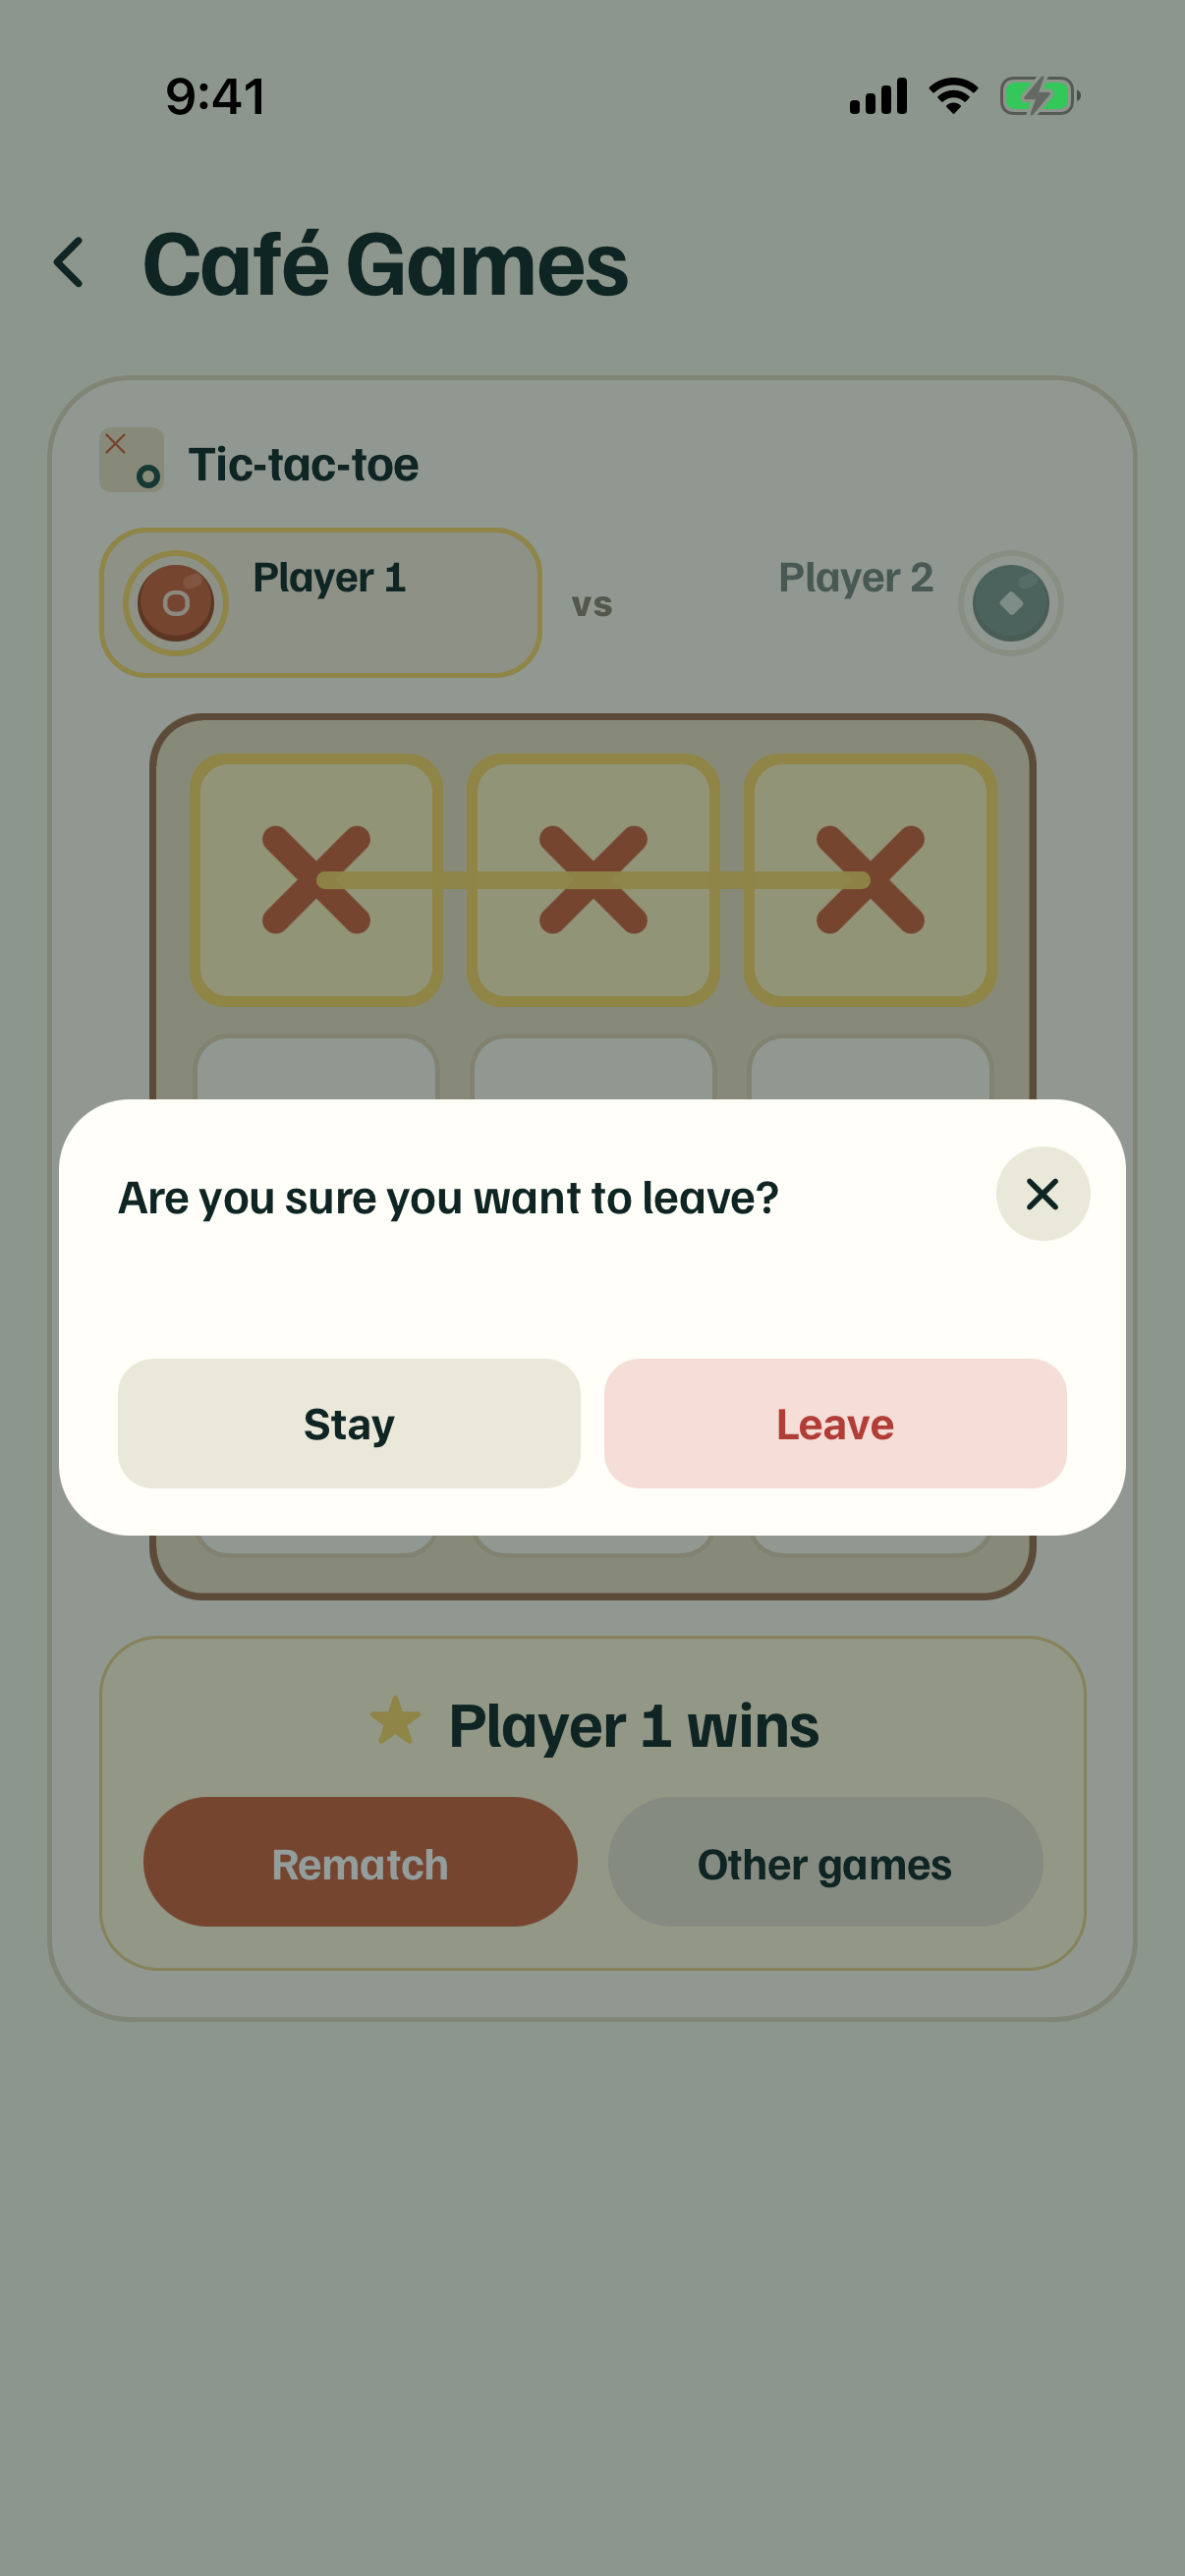 9:41
Café Games
Tic-tac-toe
Player 1
vs
Player 2
Are you sure you want to leave?
Stay
Leave
Player 1 wins
Rematch
Other games